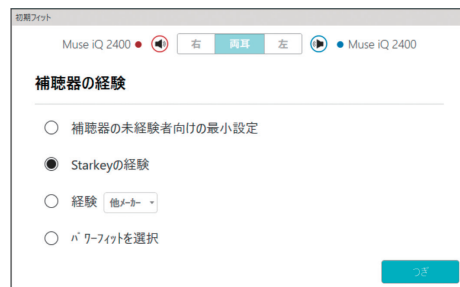 初期フィット
Muse iQ 2400 右 両耳 左 Muse iQ 2400
補聴器の経験
補聴器の未経験者向けの最小設定
Starkeyの経験
経験 他ﾒｰｶｰ
ﾊﾟﾜｰﾌｨｯﾄを選択
つぎ